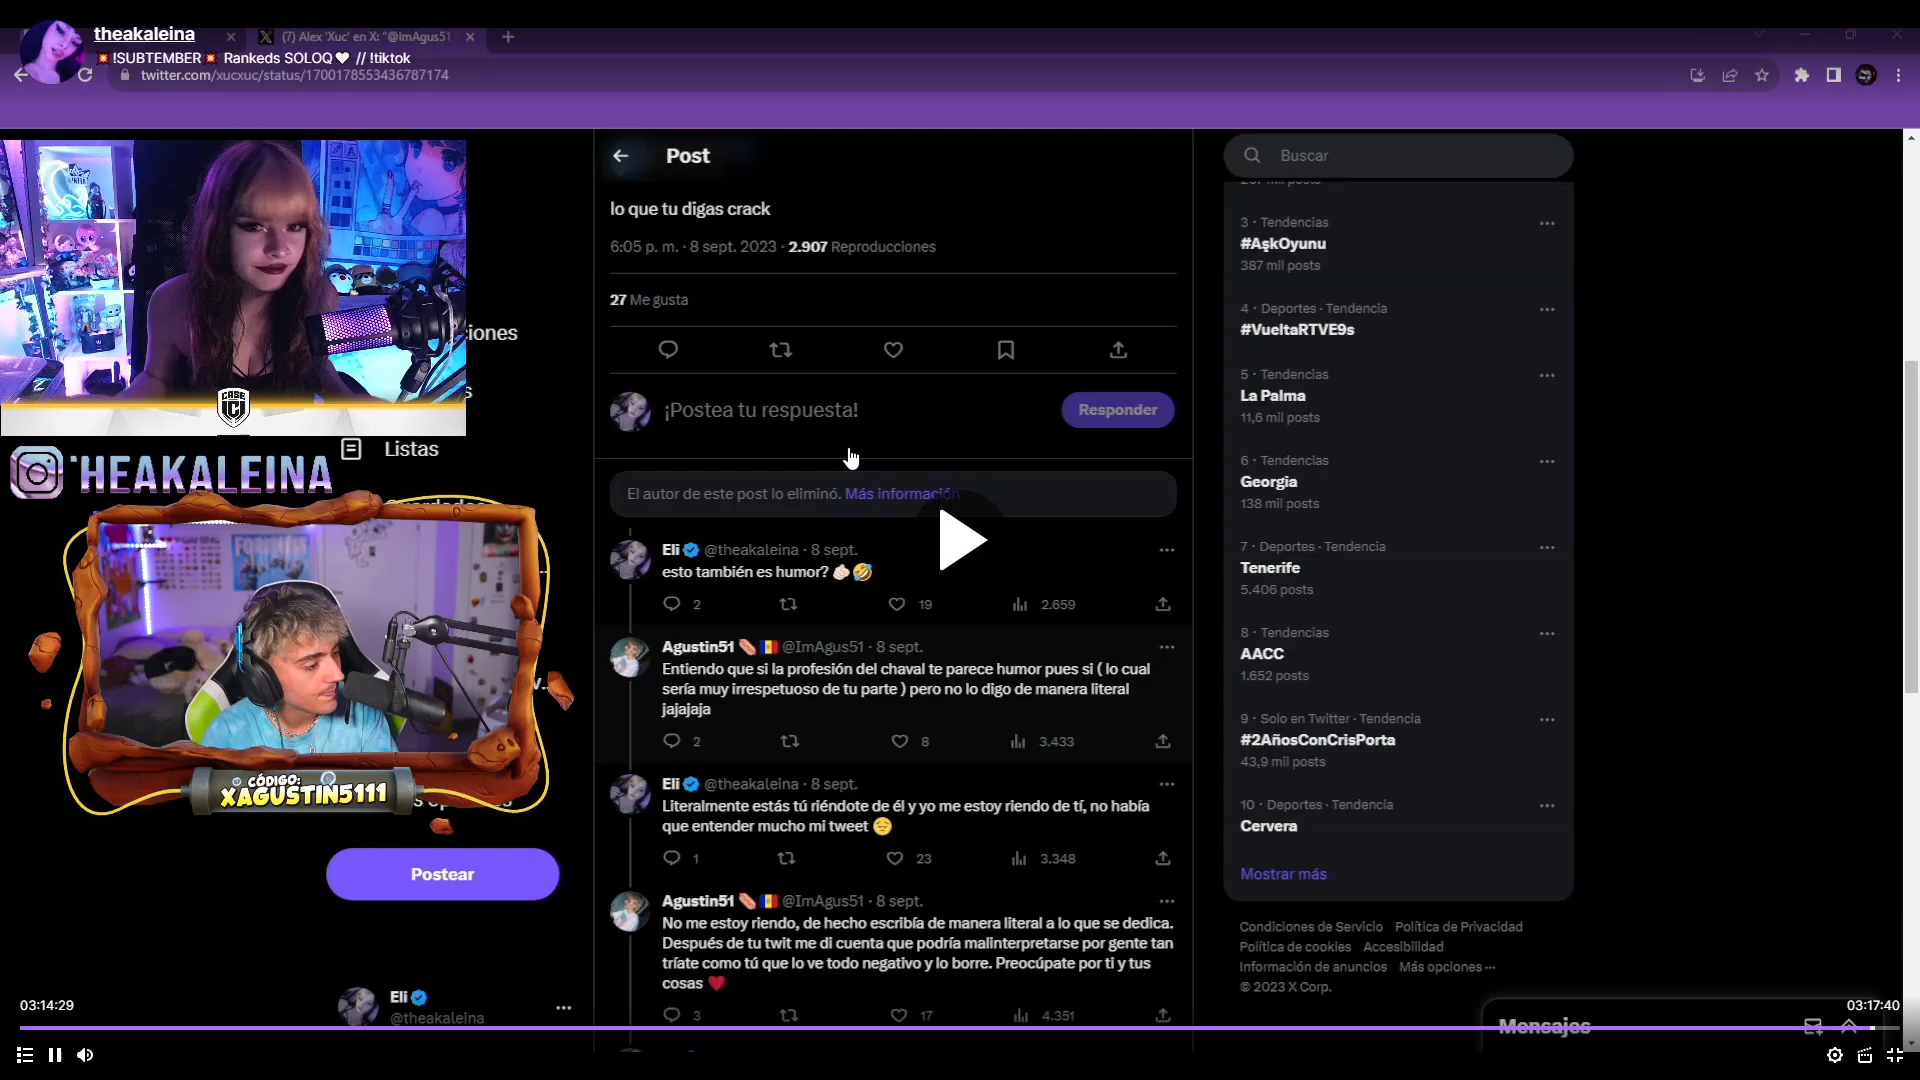 theakaleina
(7) Alex 'Xuc' en X: "@ImAgus51
!SUBTEMBER Rankeds SOLOQ // !tiktok
twitter.com/xucxuc/status/1700178553436787174
Post
Buscar
lo que tu digas crack
6:05 p. m. · 8 sept. 2023 · 2.907 Reproducciones
27 Me gusta
¡Postea tu respuesta!
Responder
El autor de este post lo eliminó. Más información
Eli @theakaleina · 8 sept.
esto también es humor? 🤣
2 19 2.659
Agustin51 @ImAgus51 · 8 sept.
Entiendo que si la profesión del chaval te parece humor pues si ( lo cual
sería muy irrespetuoso de tu parte ) pero no lo digo de manera literal
jajajaja
2 8 3.433
Eli @theakaleina · 8 sept.
Literalmente estás tú riéndote de él y yo me estoy riendo de tí, no había
que entender mucho mi tweet 😔
1 23 3.348
Agustin51 @ImAgus51 · 8 sept.
No me estoy riendo, de hecho escribía de manera literal a lo que se dedica.
Después de tu twit me di cuenta que podría malinterpretarse por gente tan
tríate como tú que lo ve todo negativo y lo borre. Preocúpate por ti y tus
cosas ♥
3 17 4.351
3 · Tendencias
#AşkOyunu
387 mil posts
4 · Deportes · Tendencia
#VueltaRTVE9s
5 · Tendencias
La Palma
11,6 mil posts
6 · Tendencias
Georgia
138 mil posts
7 · Deportes · Tendencia
Tenerife
5.406 posts
8 · Tendencias
AACC
1.652 posts
9 · Solo en Twitter · Tendencia
#2AñosConCrisPorta
43,9 mil posts
10 · Deportes · Tendencia
Cervera
Mostrar más
Condiciones de Servicio Política de Privacidad
Política de cookies Accesibilidad
Información de anuncios Más opciones ···
© 2023 X Corp.
Mensajes
CASE
iones
Listas
THEAKALEINA
CÓDIGO:
XAGUSTIN5111
Postear
Eli
@theakaleina
03:14:29
03:17:40